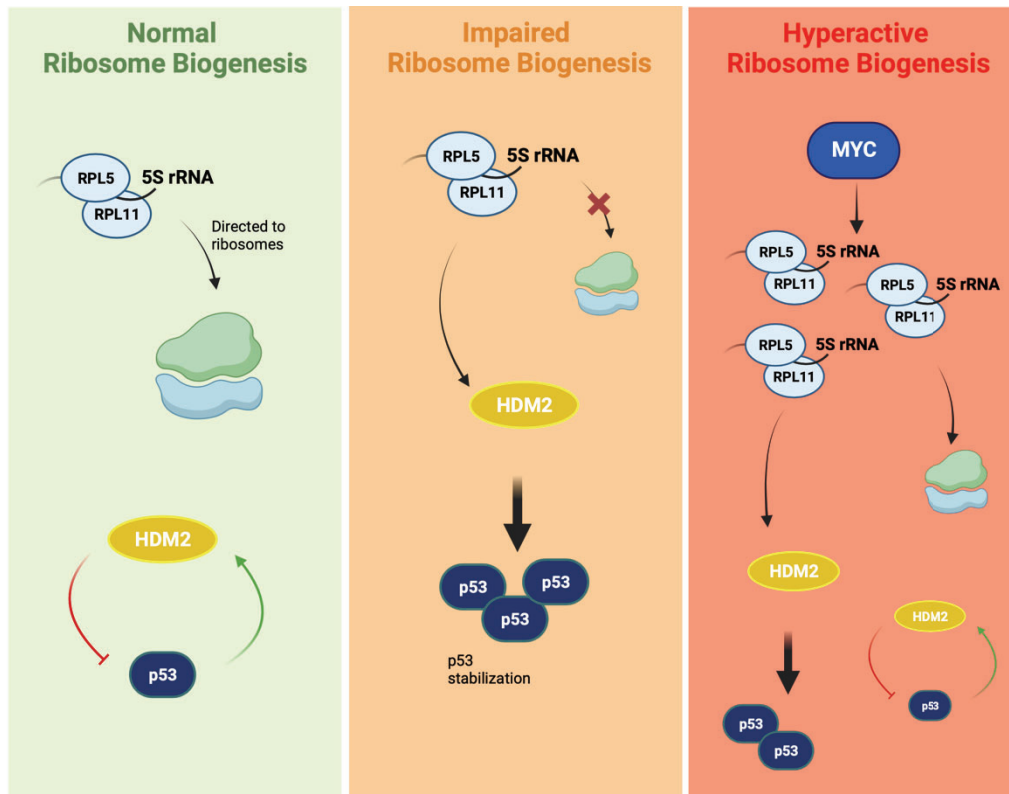 Normal
Ribosome Biogenesis
RPL5
5S rRNA
RPL11
Directed to
ribosomes
HDM2
p53
Impaired
Ribosome Biogenesis
RPL5
5S rRNA
RPL11
HDM2
p53
p53
p53
p53
stabilization
Hyperactive
Ribosome Biogenesis
MYC
RPL5
5S rRNA
RPL11
RPL5
5S rRNA
RPL11
RPL5
5S rRNA
RPL11
HDM2
p53
p53
HDM2
p53